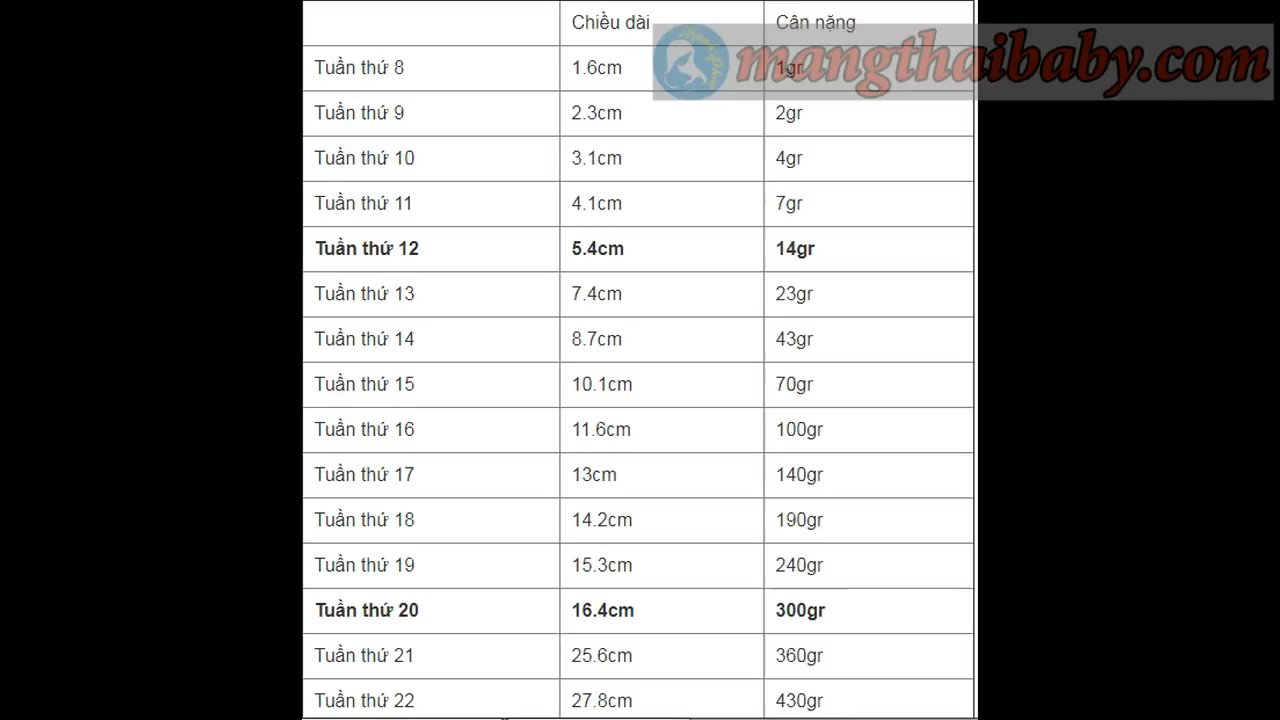 Chiều dài Cân nặng
mangthaibaby.com
Tuần thứ 8 1.6cm 1gr
Tuần thứ 9 2.3cm 2gr
Tuần thứ 10 3.1cm 4gr
Tuần thứ 11 4.1cm 7gr
Tuần thứ 12 5.4cm 14gr
Tuần thứ 13 7.4cm 23gr
Tuần thứ 14 8.7cm 43gr
Tuần thứ 15 10.1cm 70gr
Tuần thứ 16 11.6cm 100gr
Tuần thứ 17 13cm 140gr
Tuần thứ 18 14.2cm 190gr
Tuần thứ 19 15.3cm 240gr
Tuần thứ 20 16.4cm 300gr
Tuần thứ 21 25.6cm 360gr
Tuần thứ 22 27.8cm 430gr